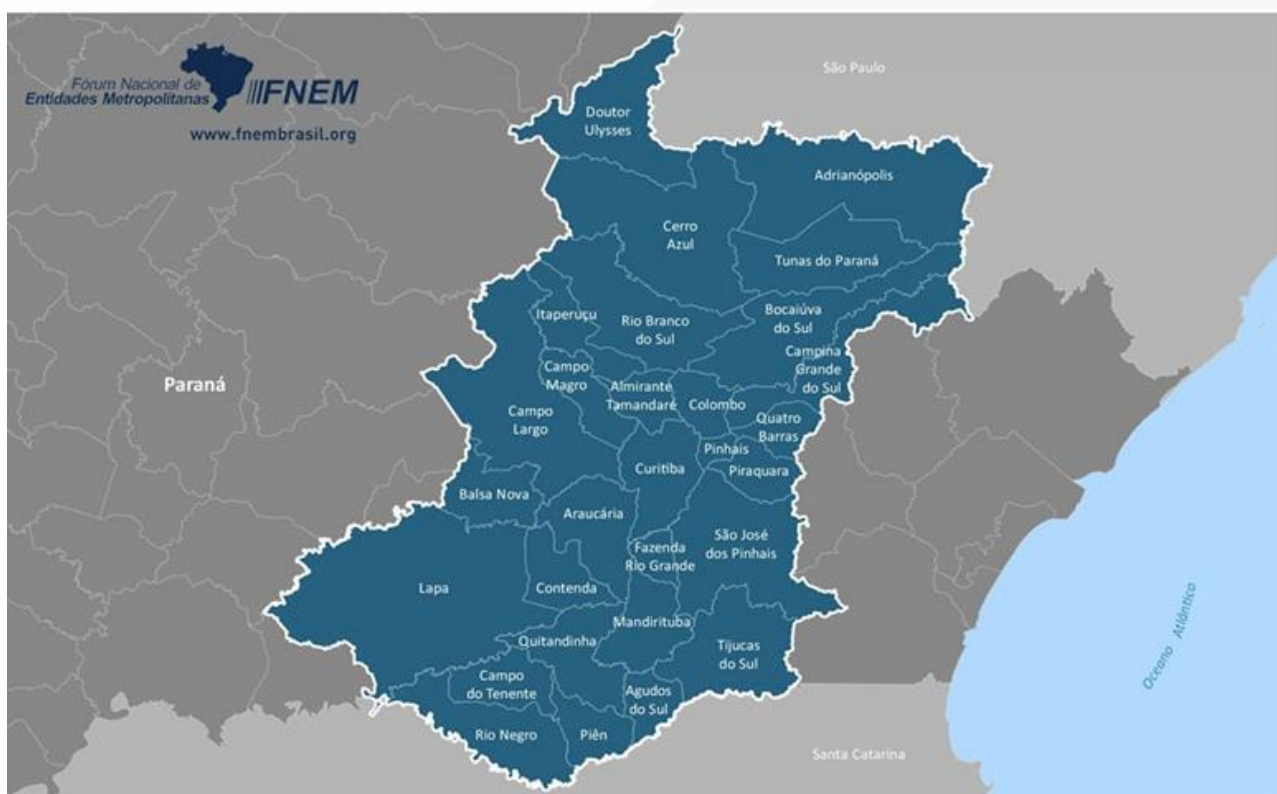 Fórum Nacional de
Entidades Metropolitanas
FNEM
www.fnembrasil.org
São Paulo
Doutor
Ulysses
Adrianópolis
Cerro
Azul
Tunas do Paraná
Itaperuçu
Rio Branco
do Sul
Bocaiúva
do Sul
Campina
Grande
do Sul
Paraná
Campo
Magro
Almirante
Tamandaré
Colombo
Campo
Largo
Quatro
Barras
Pinhais
Curitiba
Piraquara
Balsa Nova
Araucária
São José
dos Pinhais
Fazenda
Rio Grande
Lapa
Contenda
Mandirituba
Quitandinha
Tijucas
do Sul
Campo
do Tenente
Agudos
do Sul
Rio Negro
Piên
Santa Catarina
Oceano Atlântico